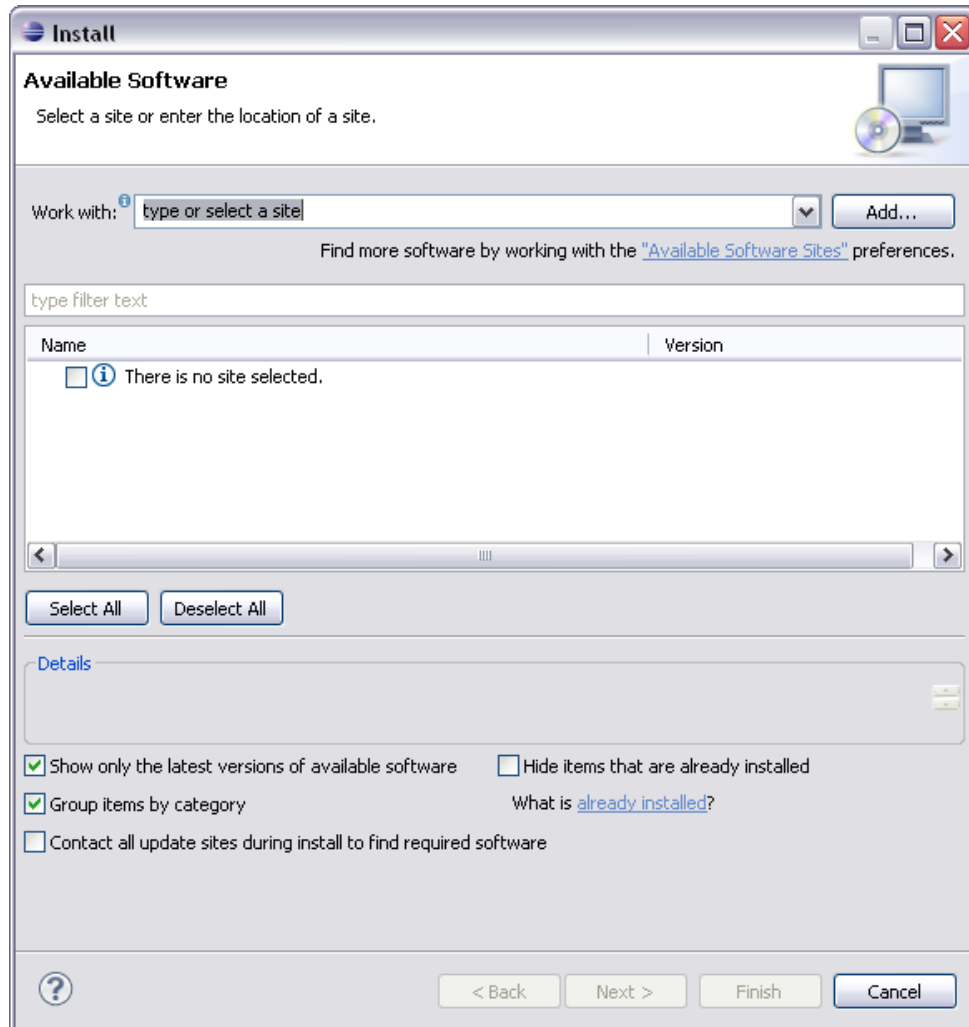 Install
Available Software
Select a site or enter the location of a site.
Work with: type or select a site Add...
Find more software by working with the "Available Software Sites" preferences.
type filter text
Name Version
There is no site selected.
Select All Deselect All
Details
Show only the latest versions of available software Hide items that are already installed
Group items by category What is already installed?
Contact all update sites during install to find required software
? < Back Next > Finish Cancel